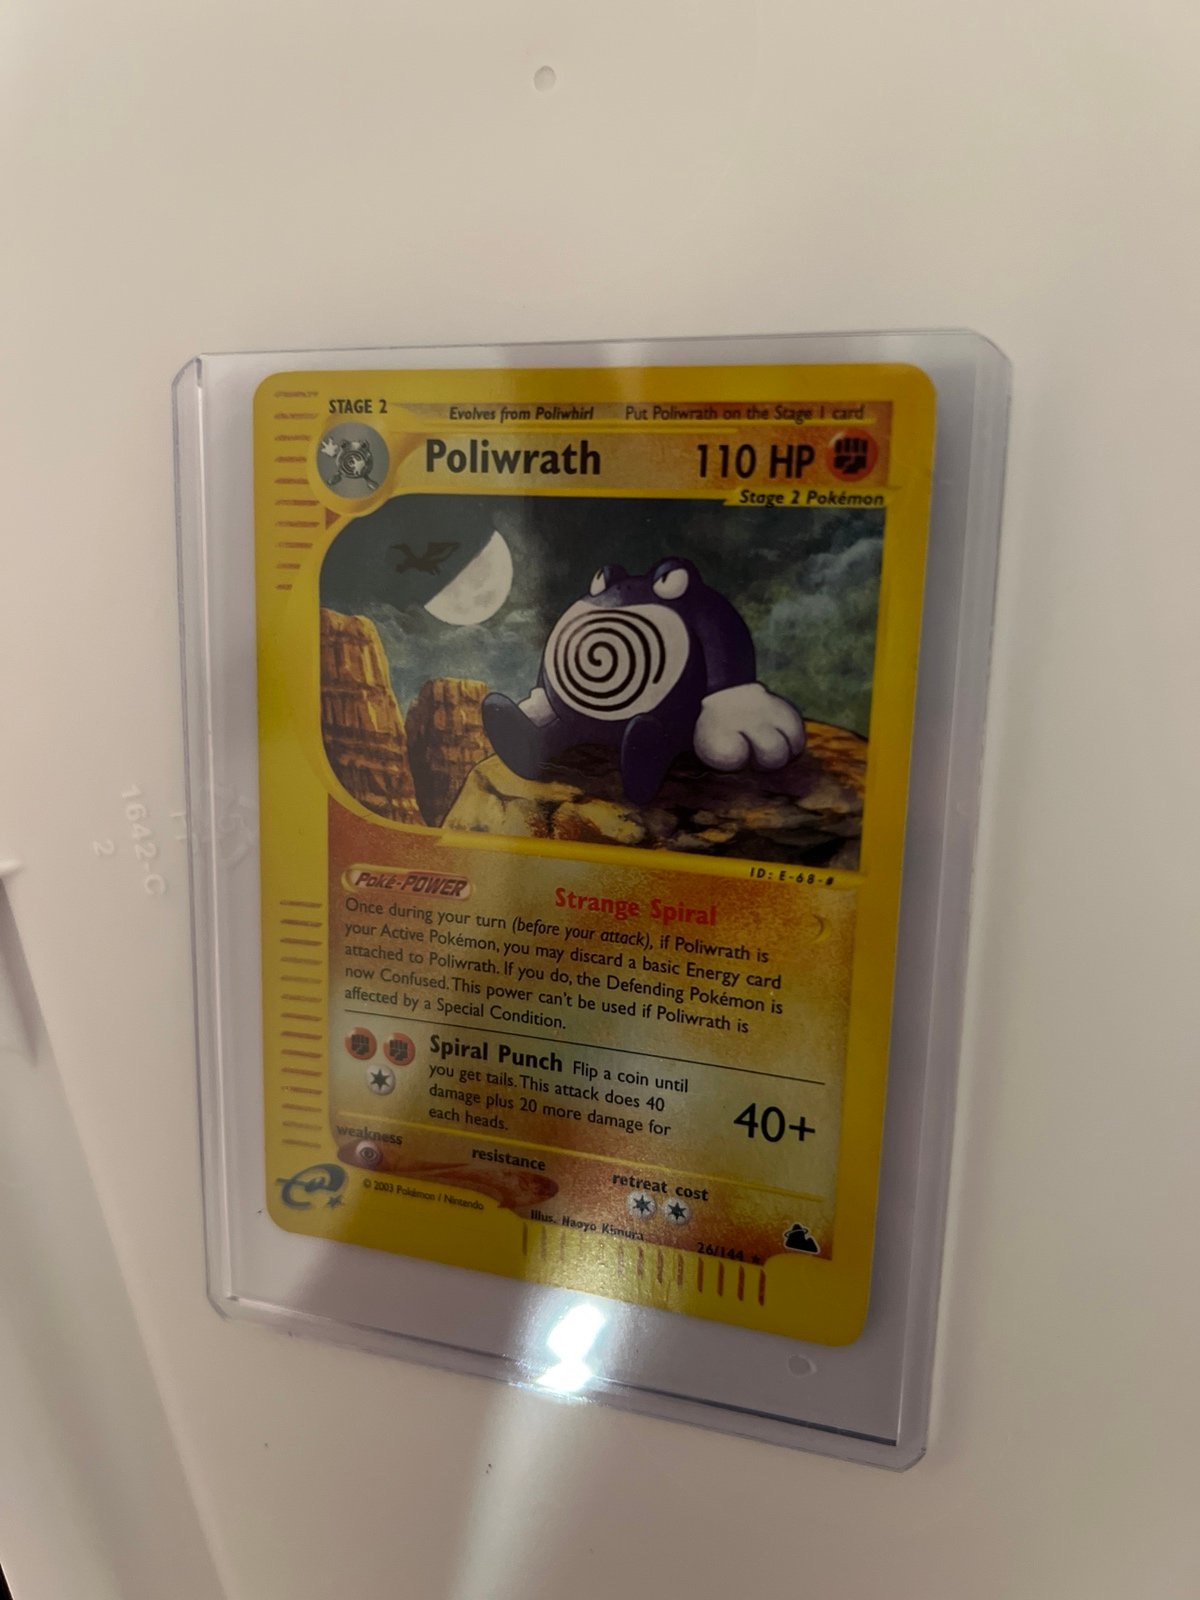 STAGE 2
Evolves from Poliwhirl Put Poliwrath on the Stage 1 card
Poliwrath 110 HP
Stage 2 Pokémon
ID: E-68-#
Poké-POWER Strange Spiral
Once during your turn (before your attack), if Poliwrath is
your Active Pokémon, you may discard a basic Energy card
attached to Poliwrath. If you do, the Defending Pokémon is
now Confused. This power can't be used if Poliwrath is
affected by a Special Condition.
Spiral Punch Flip a coin until
you get tails. This attack does 40
damage plus 20 more damage for
each heads.
40+
weakness
resistance
retreat cost
e
© 2003 Pokémon / Nintendo
Illus. Naoyo Kimura
26/144 ★
1642-C
2